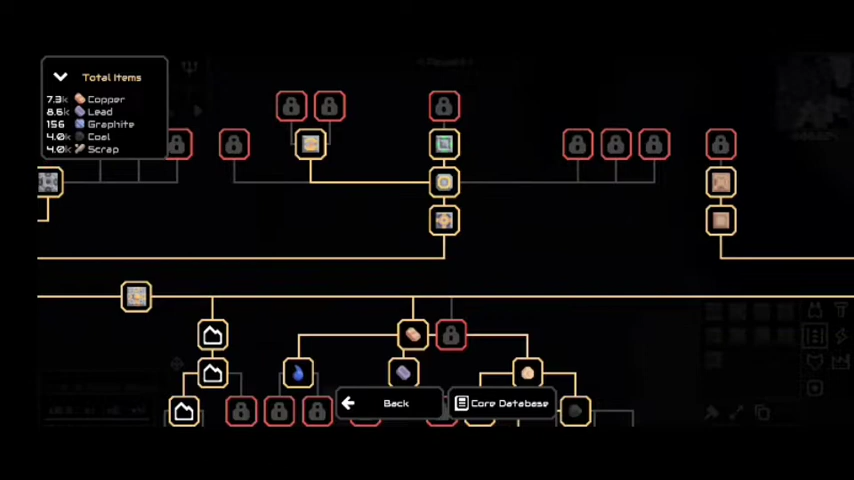 Total Items
7.3k Copper
8.6k Lead
156 Graphite
4.0k Coal
4.0k Scrap
Back
Core Database